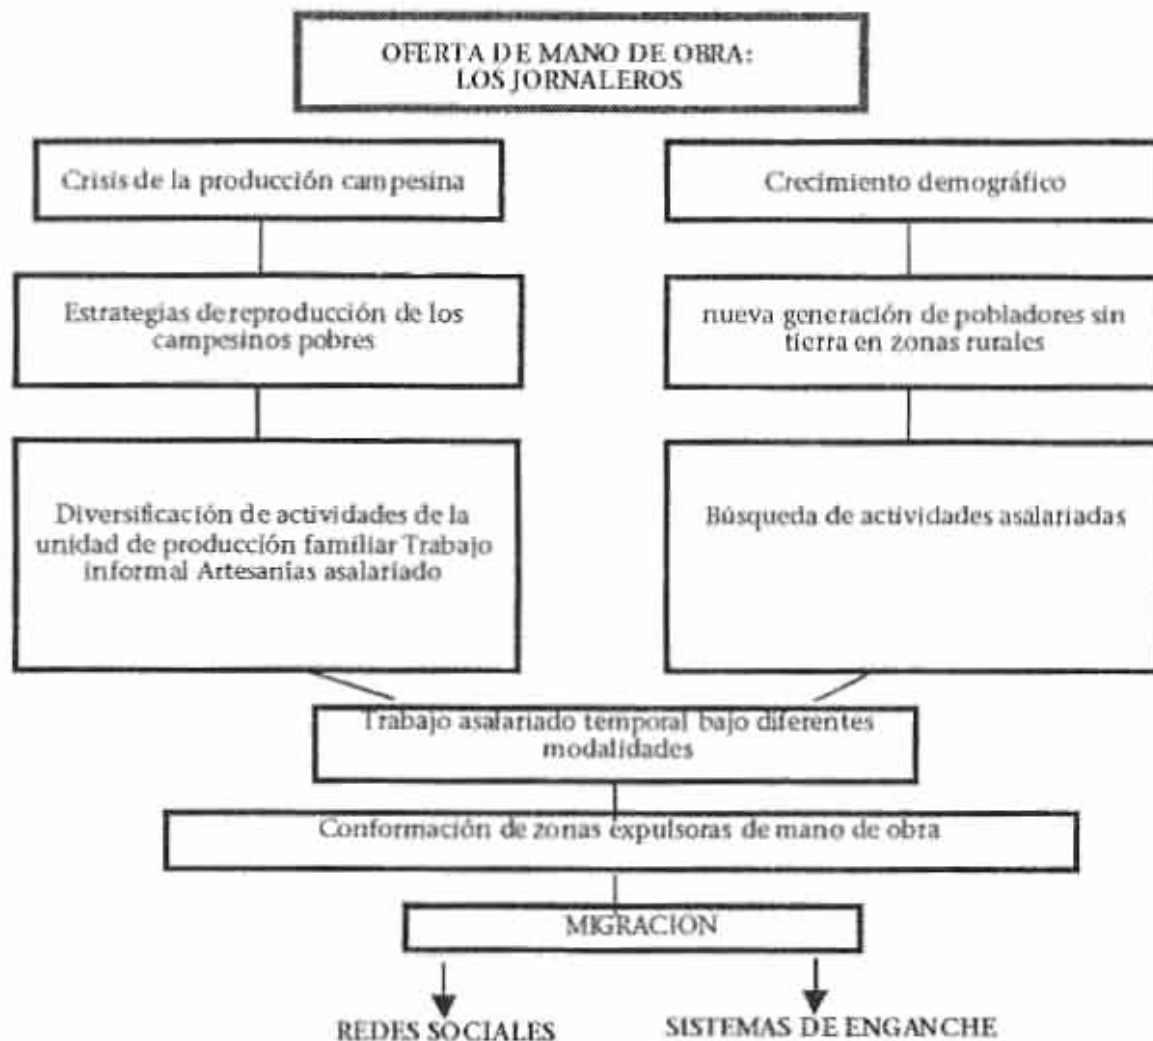 OFERTA DE MANO DE OBRA:
LOS JORNALEROS
Crisis de la producción campesina
Crecimiento demográfico
Estrategias de reproducción de los
campesinos pobres
nueva generación de pobladores sin
tierra en zonas rurales
Diversificación de actividades de la
unidad de producción familiar Trabajo
informal Artesanías asalariado
Búsqueda de actividades asalariadas
Trabajo asalariado temporal bajo diferentes
modalidades
Conformación de zonas expulsoras de mano de obra
MIGRACION
REDES SOCIALES
SISTEMAS DE ENGANCHE